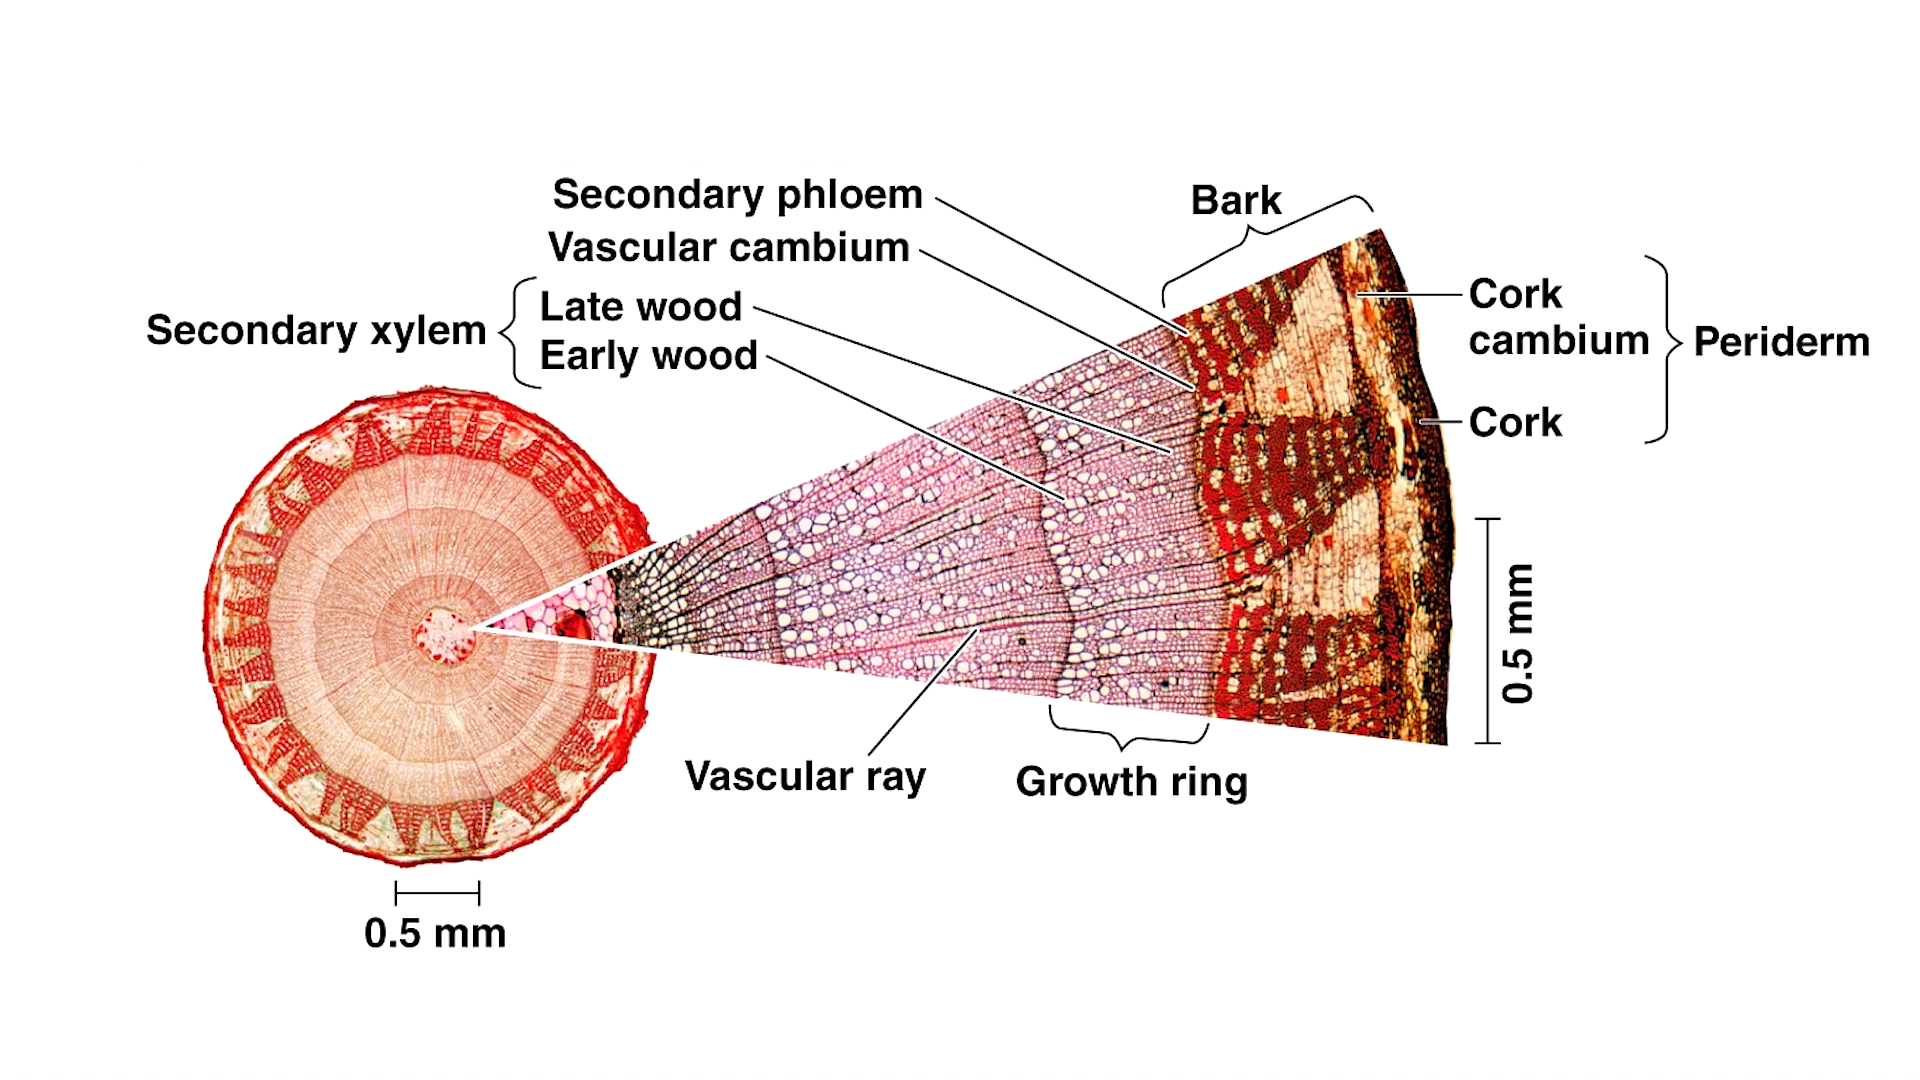 Secondary phloem
Vascular cambium
Secondary xylem
Late wood
Early wood
Bark
Cork
cambium
Periderm
Cork
0.5 mm
Vascular ray
Growth ring
0.5 mm